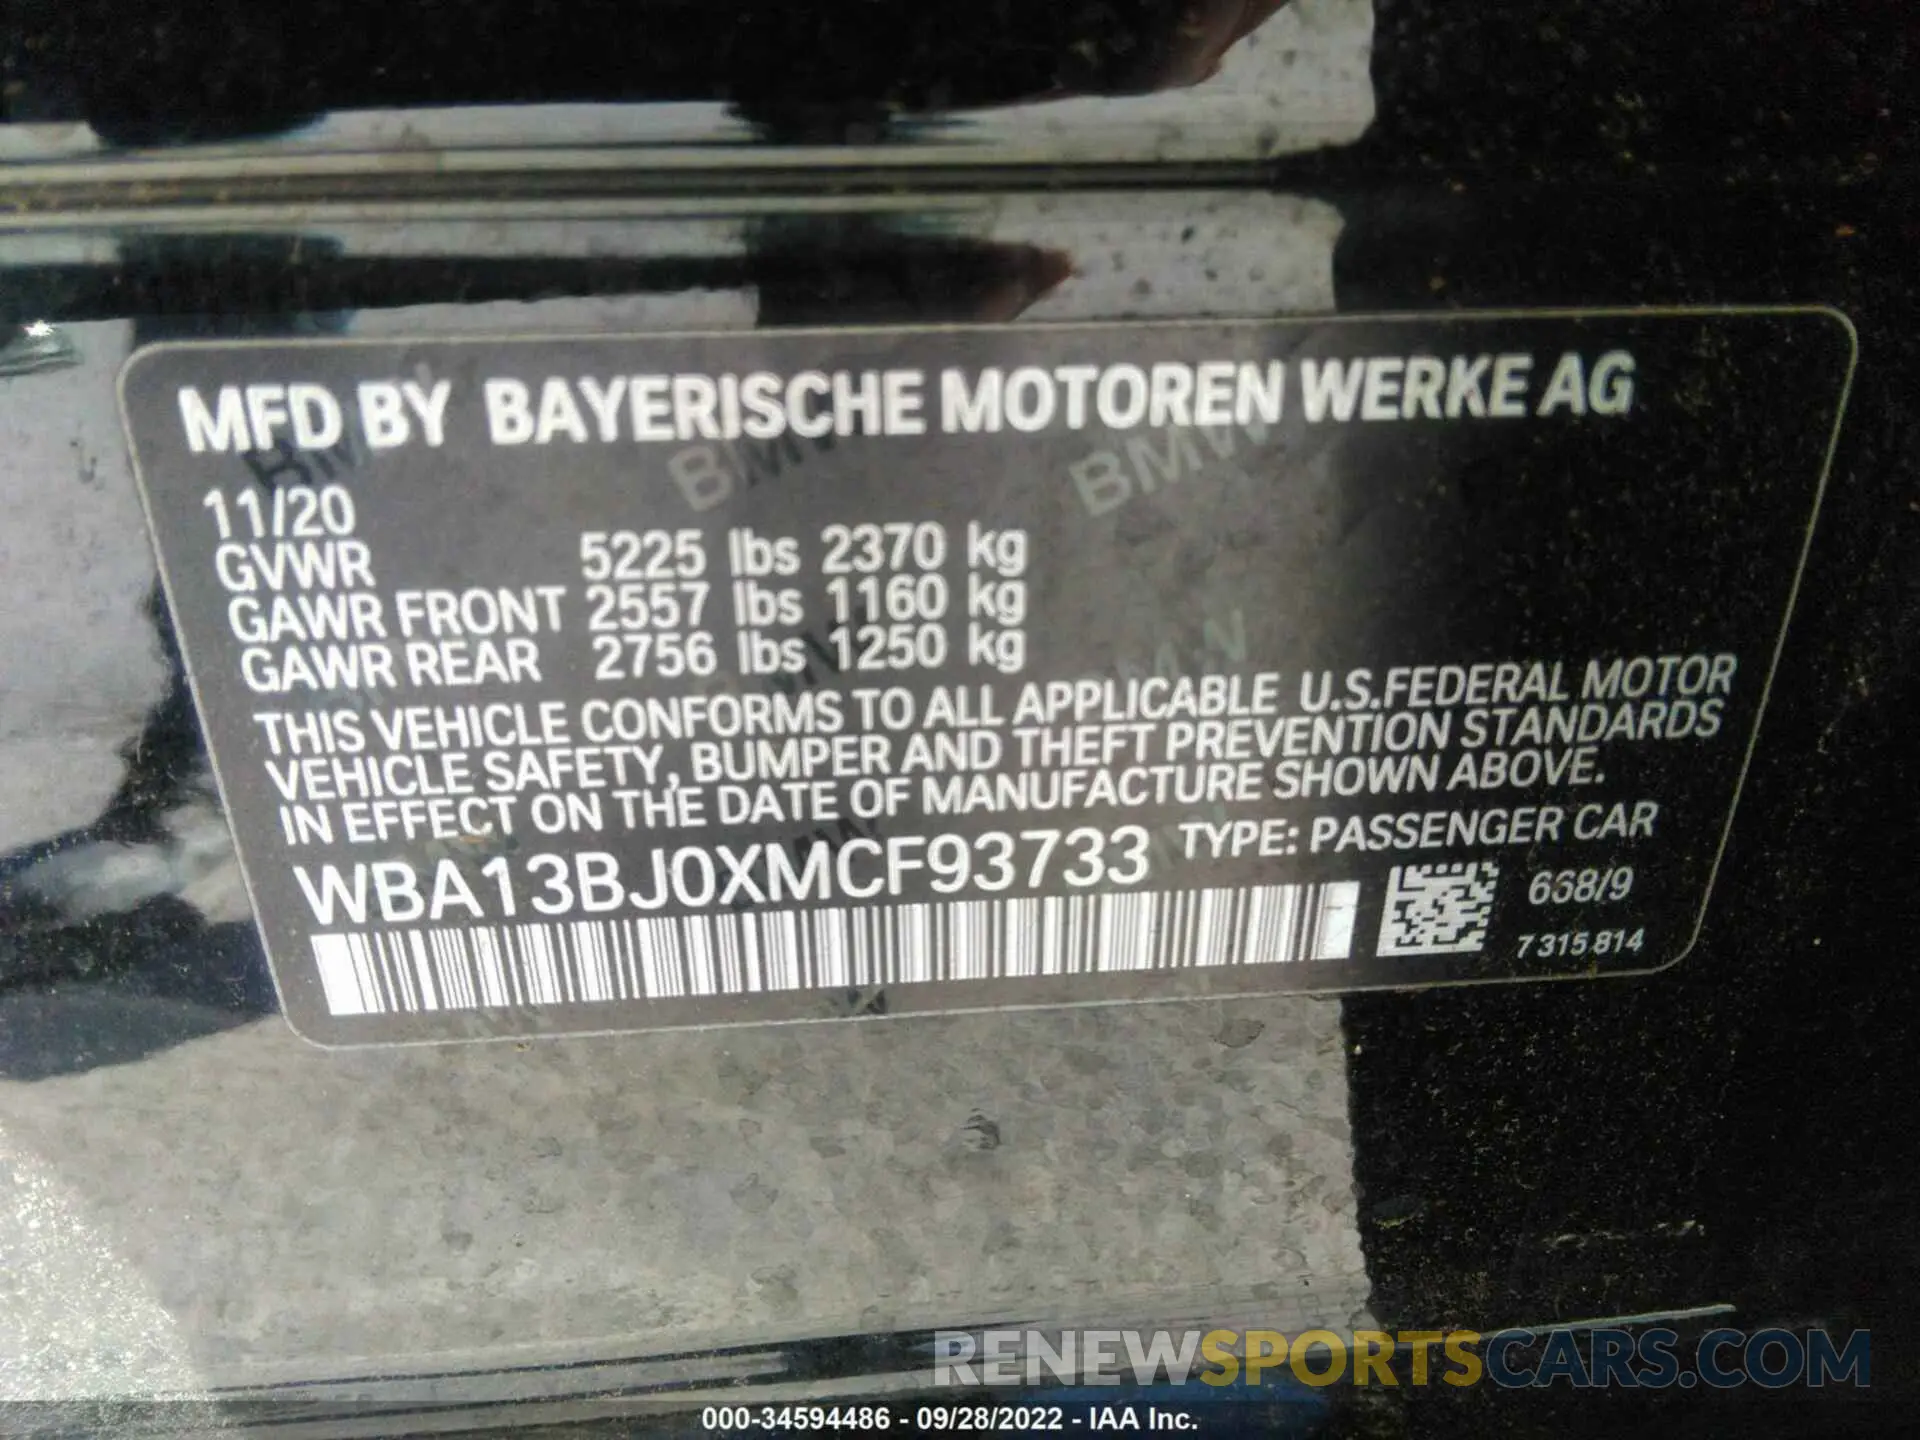 MFD BY BAYERISCHE MOTOREN WERKE AG
11/20
GVWR 5225 lbs 2370 kg
GAWR FRONT 2557 lbs 1160 kg
GAWR REAR 2756 lbs 1250 kg
THIS VEHICLE CONFORMS TO ALL APPLICABLE U.S.FEDERAL MOTOR
VEHICLE SAFETY, BUMPER AND THEFT PREVENTION STANDARDS
IN EFFECT ON THE DATE OF MANUFACTURE SHOWN ABOVE.
WBA13BJ0XMCF93733 TYPE: PASSENGER CAR
668/9
7 315 814
RENEWSPORTSCARS.COM
000-34594486 - 09/28/2022 - IAA Inc.